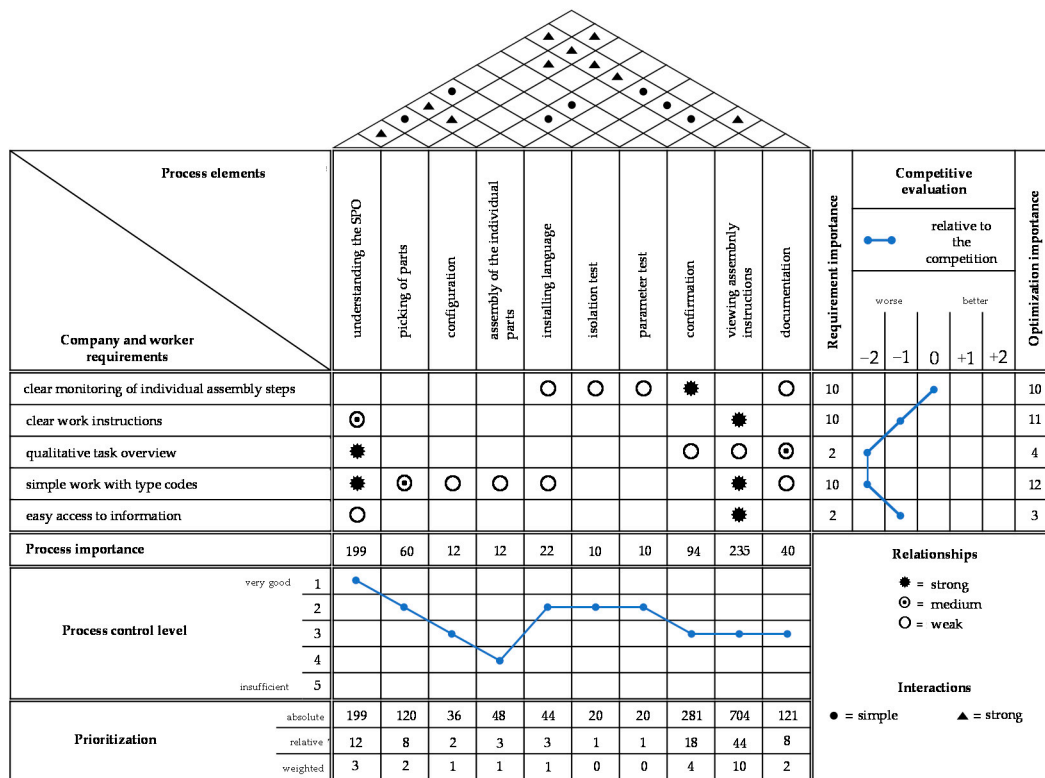 Process elements
Company and worker
requirements
understanding the SPO
picking of parts
configuration
assembly of the individual
parts
installing language
isolation test
parameter test
confirmation
viewing assembnly
instructions
documentation
Requirement importance
Competitive
evaluation
relative to
the
competition
worse better
−2 −1 0 +1 +2
Optimization importance
clear monitoring of individual assembly steps 10 10
clear work instructions 10 11
qualitative task overview 2 4
simple work with type codes 10 12
easy access to information 2 3
Process importance 199 60 12 12 22 10 10 94 235 40
Process control level
very good 1
2
3
4
insufficient 5
Relationships
= strong
= medium
= weak
Interactions
= simple = strong
Prioritization
absolute 199 120 36 48 44 20 20 281 704 121
relative 12 8 2 3 3 1 1 18 44 8
weighted 3 2 1 1 1 0 0 4 10 2